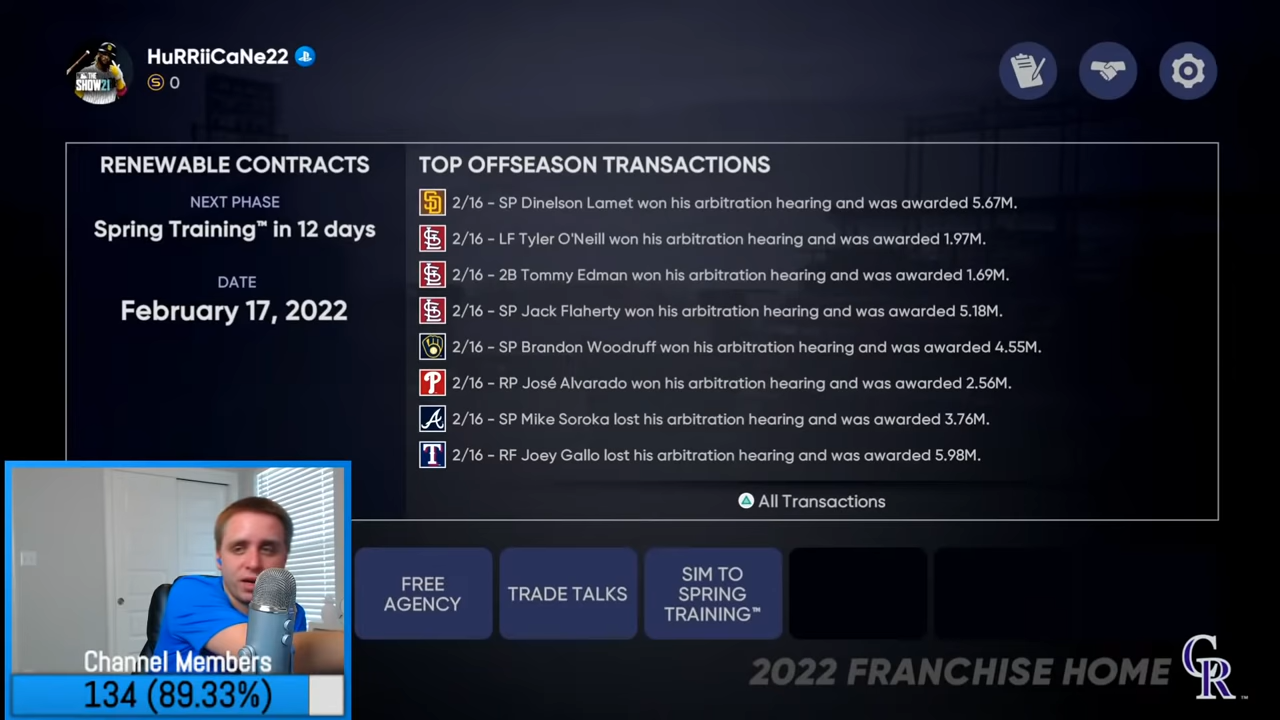 HuRRiiCaNe22
0
THE
SHOW21
RENEWABLE CONTRACTS
NEXT PHASE
Spring Training™ in 12 days
DATE
February 17, 2022
TOP OFFSEASON TRANSACTIONS
2/16 - SP Dinelson Lamet won his arbitration hearing and was awarded 5.67M.
2/16 - LF Tyler O'Neill won his arbitration hearing and was awarded 1.97M.
2/16 - 2B Tommy Edman won his arbitration hearing and was awarded 1.69M.
2/16 - SP Jack Flaherty won his arbitration hearing and was awarded 5.18M.
2/16 - SP Brandon Woodruff won his arbitration hearing and was awarded 4.55M.
2/16 - RP José Alvarado won his arbitration hearing and was awarded 2.56M.
2/16 - SP Mike Soroka lost his arbitration hearing and was awarded 3.76M.
2/16 - RF Joey Gallo lost his arbitration hearing and was awarded 5.98M.
All Transactions
FREE
AGENCY
TRADE TALKS
SIM TO
SPRING
TRAINING™
2022 FRANCHISE HOME
CR™
Channel Members
134 (89.33%)